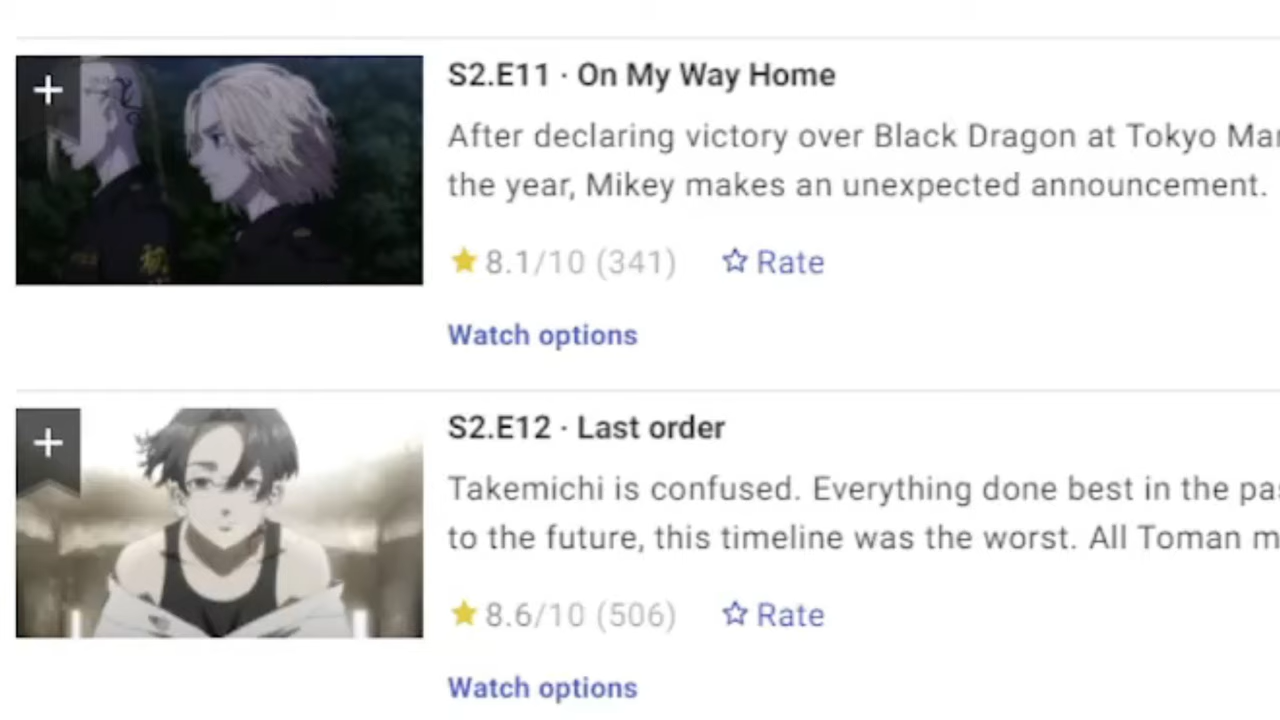 S2.E11 · On My Way Home
After declaring victory over Black Dragon at Tokyo
the year, Mikey makes an unexpected announcement.
8.1/10 (341) Rate
Watch options
S2.E12 · Last order
Takemichi is confused. Everything done best in the
to the future, this timeline was the worst. All Toman
8.6/10 (506) Rate
Watch options